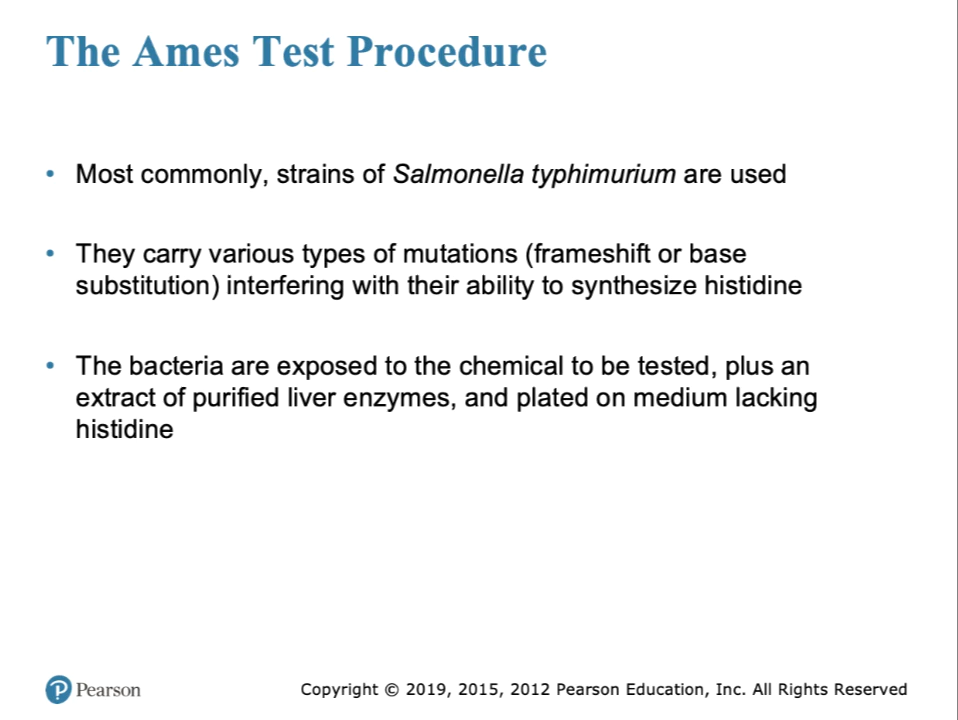 The Ames Test Procedure
• Most commonly, strains of Salmonella typhimurium are used
• They carry various types of mutations (frameshift or base
substitution) interfering with their ability to synthesize histidine
• The bacteria are exposed to the chemical to be tested, plus an
extract of purified liver enzymes, and plated on medium lacking
histidine
P Pearson
Copyright © 2019, 2015, 2012 Pearson Education, Inc. All Rights Reserved